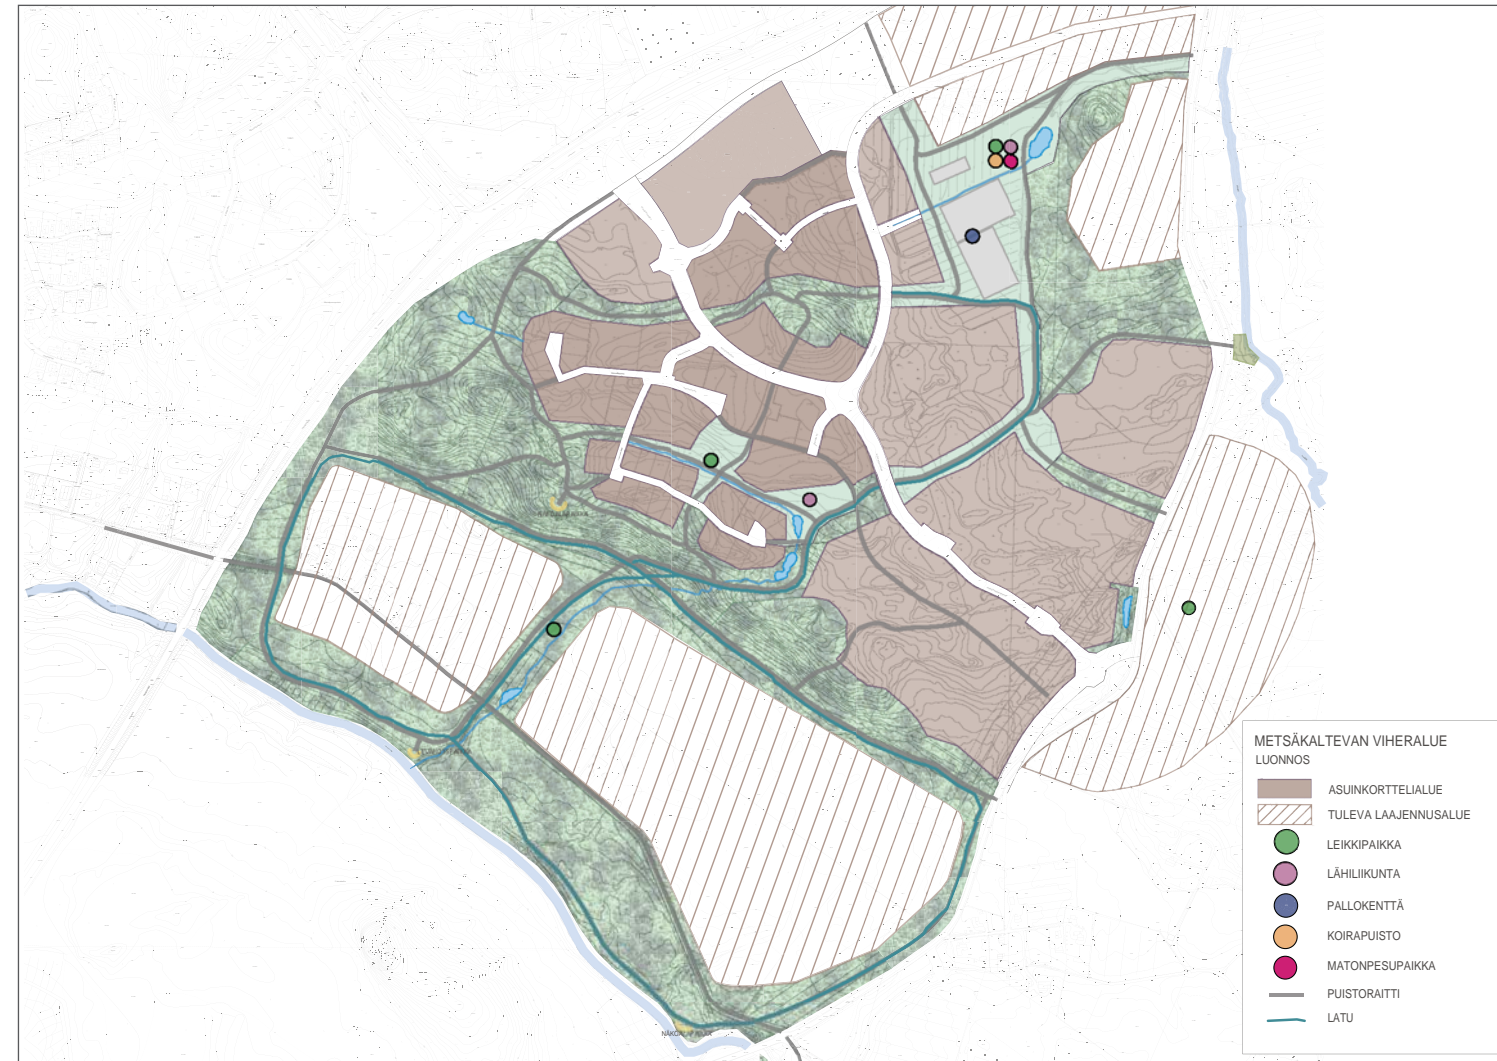 METSÄKALTEVAN VIHERALUE
LUONNOS
ASUINKORTTELIALUE
TULEVA LAAJENNUSALUE
LEIKKIPAIKKA
LÄHILIIKUNTA
PALLOKENTTÄ
KOIRAPUISTO
MATONPESUPAIKKA
PUISTORAITTI
LATU